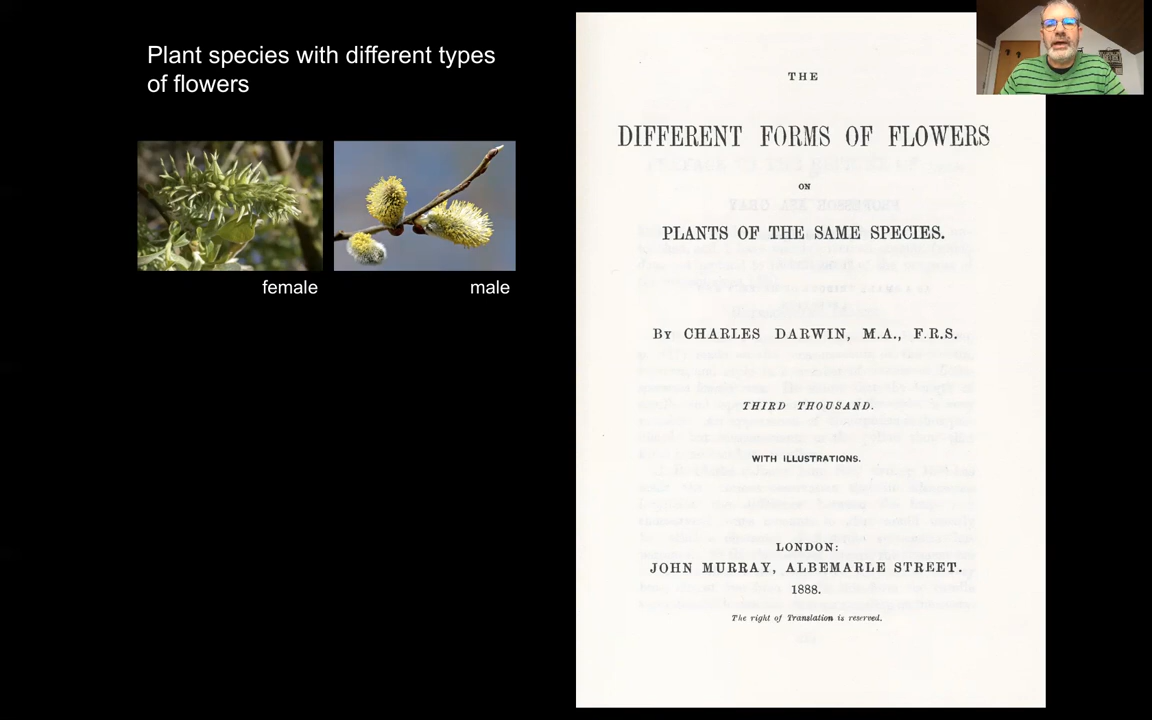 Plant species with different types
of flowers
female
male
THE
DIFFERENT FORMS OF FLOWERS
ON
PLANTS OF THE SAME SPECIES.
BY CHARLES DARWIN, M.A., F.R.S.
THIRD THOUSAND.
WITH ILLUSTRATIONS.
LONDON:
JOHN MURRAY, ALBEMARLE STREET.
1888.
The right of Translation is reserved.